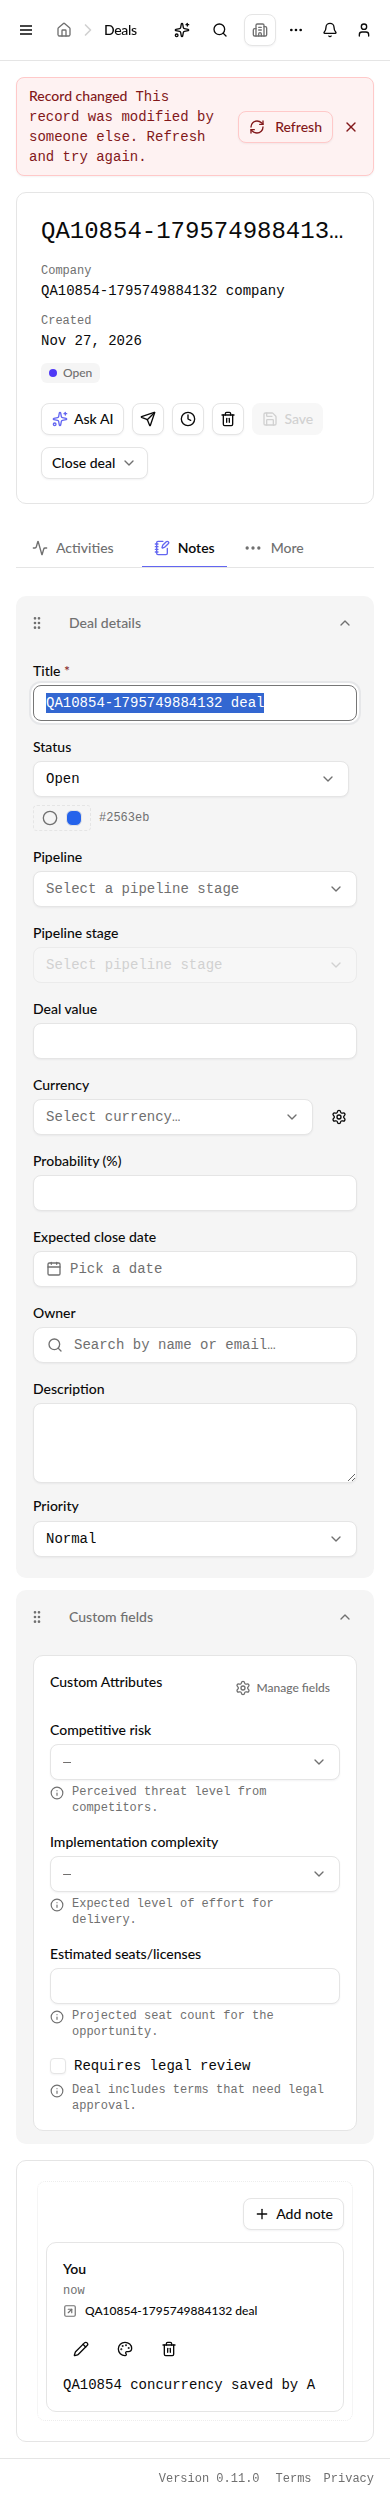 Deals
Record changed This
record was modified by
someone else. Refresh
and try again.
Refresh
QA10854-179574988413…
Company
QA10854-1795749884132 company
Created
Nov 27, 2026
Open
Ask AI
Save
Close deal
Activities
Notes
More
Deal details
Title *
QA10854-1795749884132 deal
Status
Open
#2563eb
Pipeline
Select a pipeline stage
Pipeline stage
Select pipeline stage
Deal value
Currency
Select currency…
Probability (%)
Expected close date
Pick a date
Owner
Search by name or email…
Description
Priority
Normal
Custom fields
Custom Attributes
Manage fields
Competitive risk
—
Perceived threat level from
competitors.
Implementation complexity
—
Expected level of effort for
delivery.
Estimated seats/licenses
Projected seat count for the
opportunity.
Requires legal review
Deal includes terms that need legal
approval.
Add note
You
now
QA10854-1795749884132 deal
QA10854 concurrency saved by A
Version 0.11.0 Terms Privacy